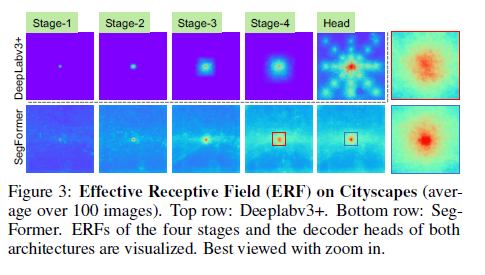 Stage-1 Stage-2 Stage-3 Stage-4 Head
DeepLabv3+
SegFormer
Figure 3: Effective Receptive Field (ERF) on Cityscapes (aver-
age over 100 images). Top row: Deeplabv3+. Bottom row: Seg-
Former. ERFs of the four stages and the decoder heads of both
architectures are visualized. Best viewed with zoom in.